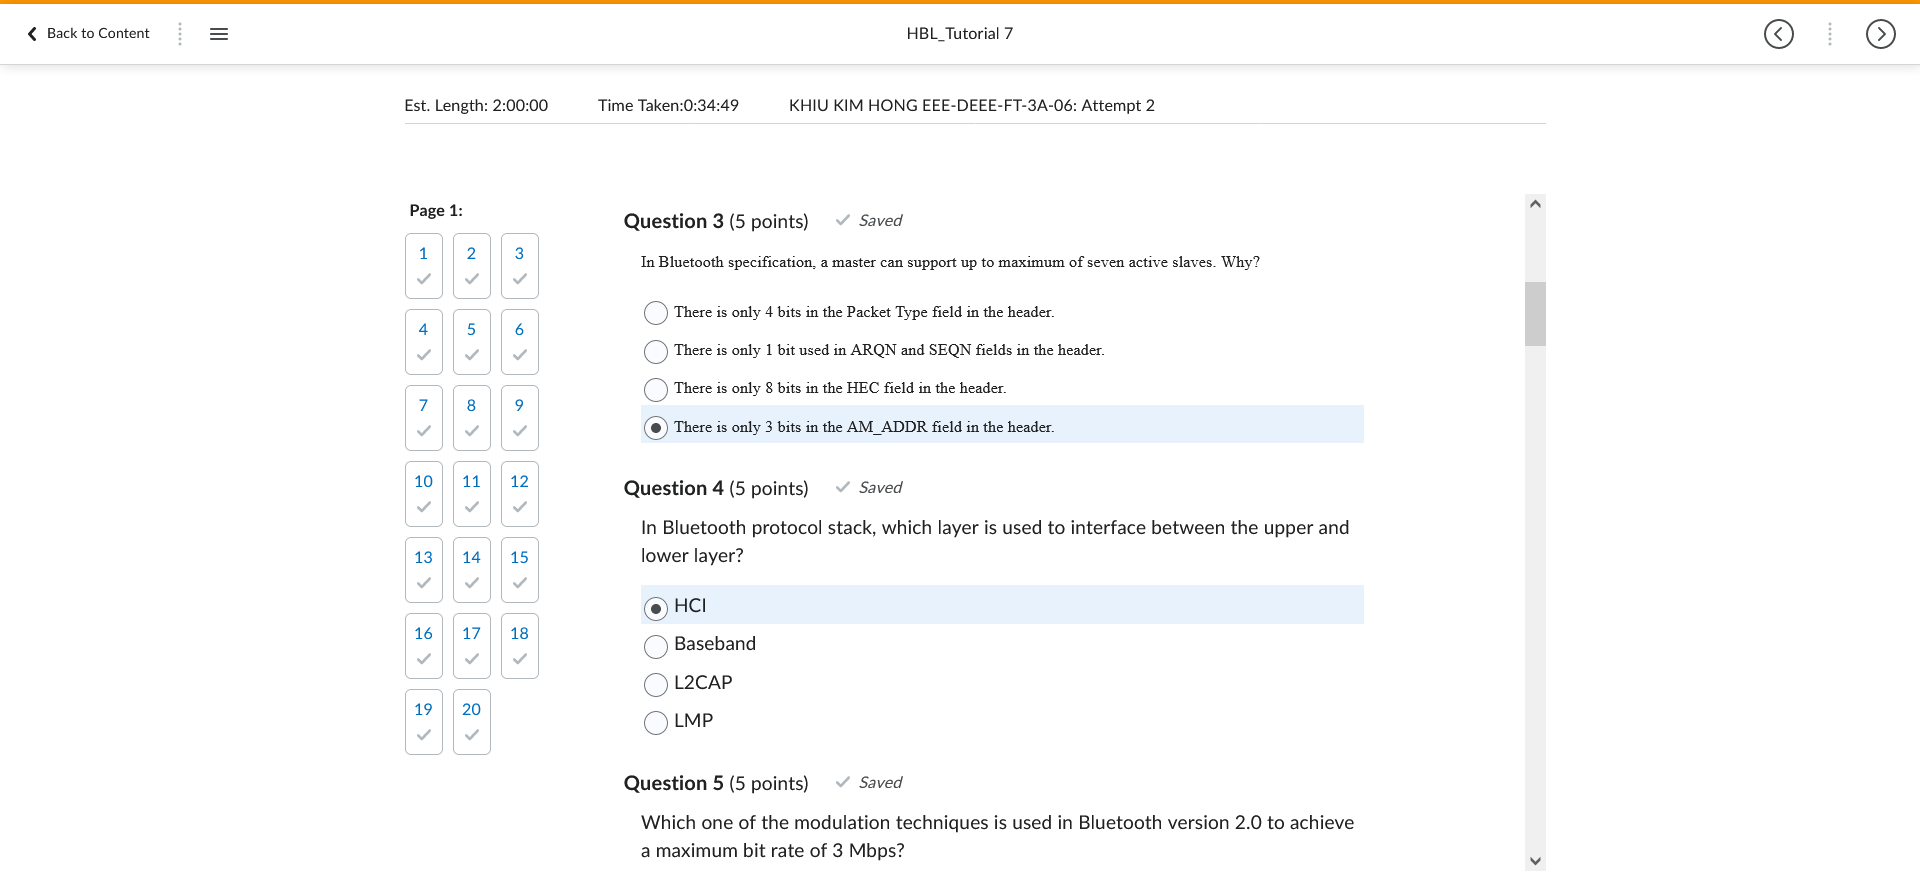 Back to Content
HBL_Tutorial 7
Est. Length: 2:00:00 Time Taken:0:34:49 KHIU KIM HONG EEE-DEEE-FT-3A-06: Attempt 2
Page 1:
1 2 3
4 5 6
7 8 9
10 11 12
13 14 15
16 17 18
19 20
Question 3 (5 points) Saved
In Bluetooth specification, a master can support up to maximum of seven active slaves. Why?
There is only 4 bits in the Packet Type field in the header.
There is only 1 bit used in ARQN and SEQN fields in the header.
There is only 8 bits in the HEC field in the header.
There is only 3 bits in the AM_ADDR field in the header.
Question 4 (5 points) Saved
In Bluetooth protocol stack, which layer is used to interface between the upper and
lower layer?
HCI
Baseband
L2CAP
LMP
Question 5 (5 points) Saved
Which one of the modulation techniques is used in Bluetooth version 2.0 to achieve
a maximum bit rate of 3 Mbps?